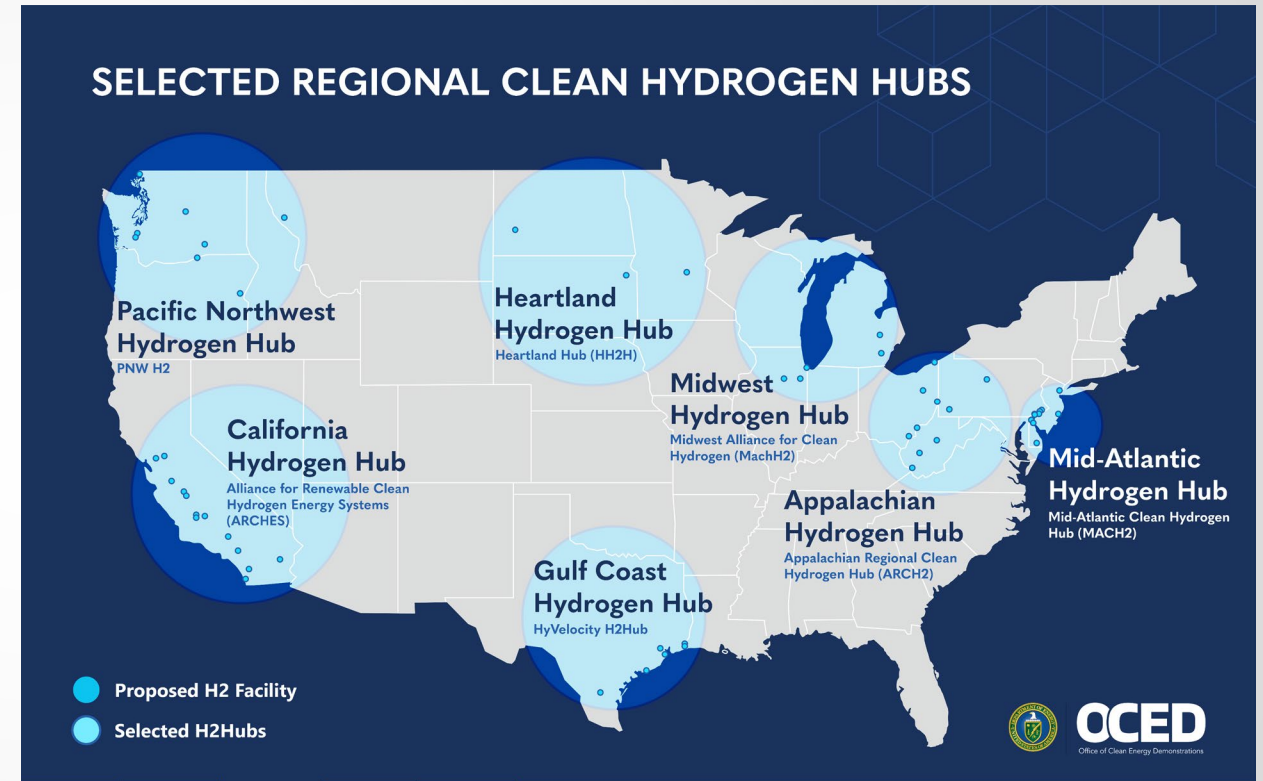 SELECTED REGIONAL CLEAN HYDROGEN HUBS
Pacific Northwest
Hydrogen Hub
PNW H2
Heartland
Hydrogen Hub
Heartland Hub (HH2H)
Midwest
Hydrogen Hub
Midwest Alliance for Clean
Hydrogen (MachH2)
California
Hydrogen Hub
Alliance for Renewable Clean
Hydrogen Energy Systems
(ARCHES)
Mid-Atlantic
Hydrogen Hub
Mid-Atlantic Clean Hydrogen
Hub (MACH2)
Appalachian
Hydrogen Hub
Appalachian Regional Clean
Hydrogen Hub (ARCH2)
Gulf Coast
Hydrogen Hub
HyVelocity H2Hub
Proposed H2 Facility
Selected H2Hubs
OCED
Office of Clean Energy Demonstrations